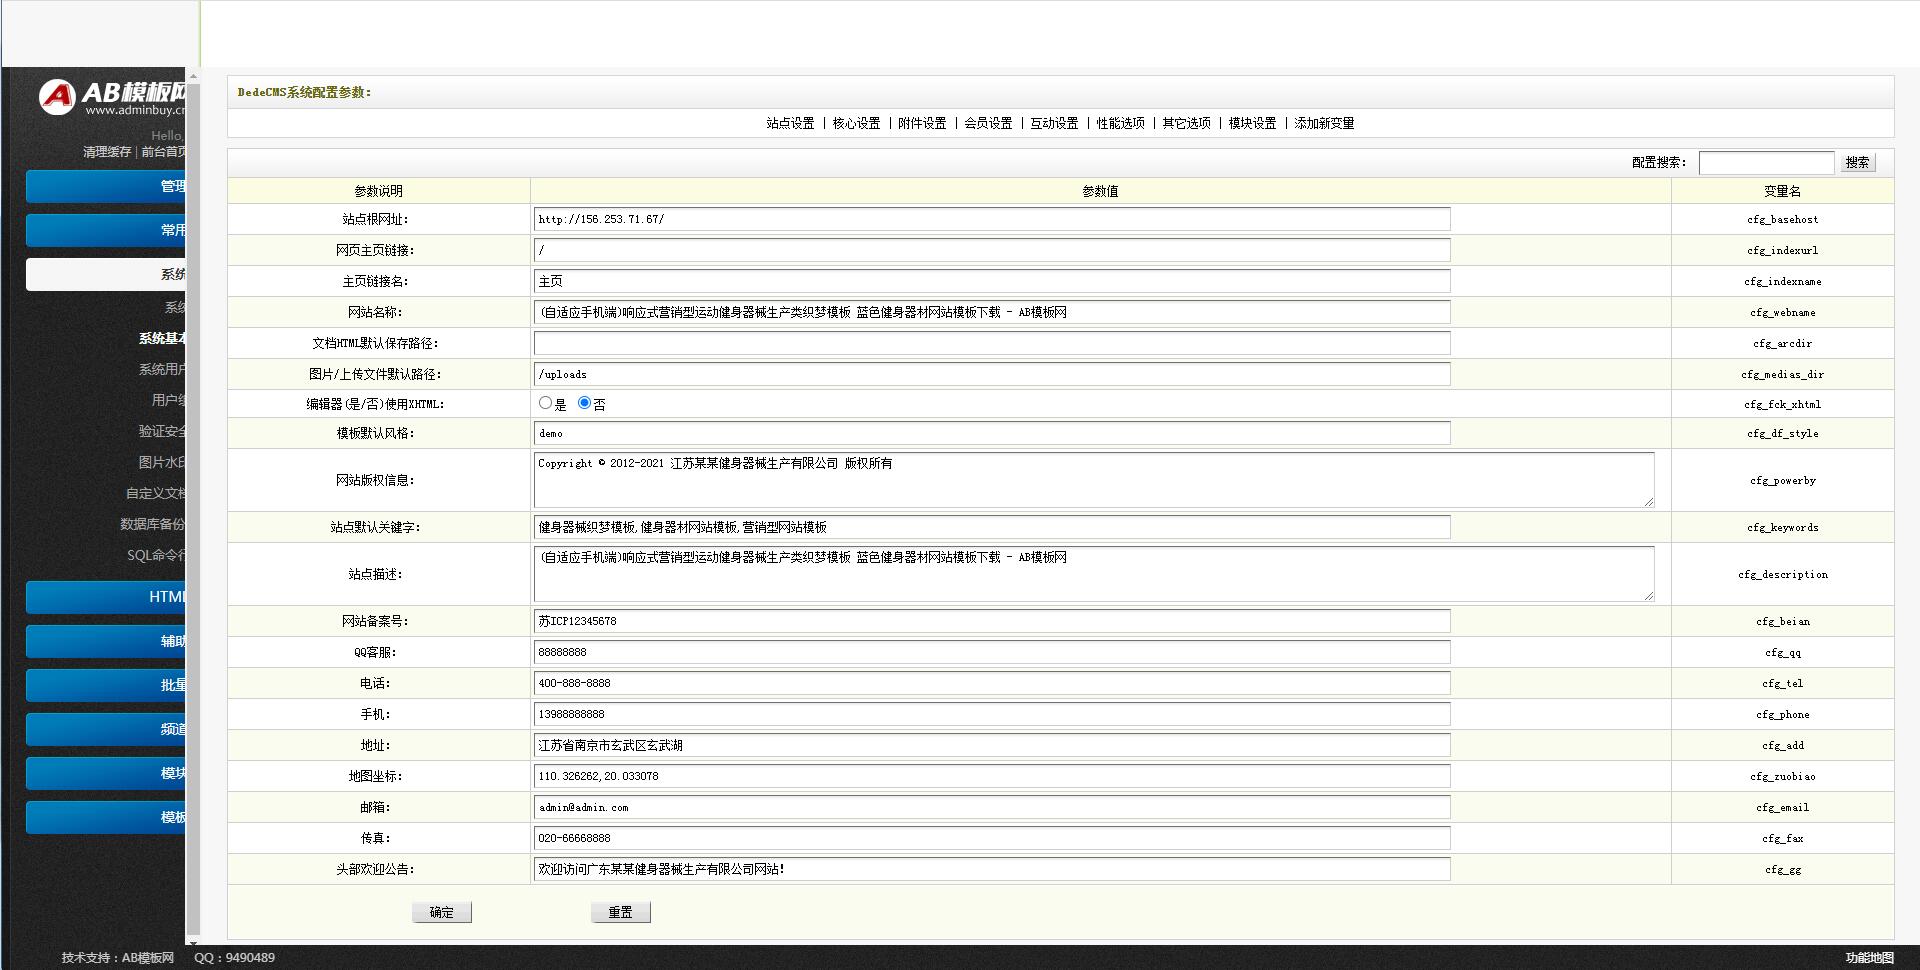 AB模板网
www.adminbuy.cn
Hello,
清理缓存 | 前台首页
管理
常用
系统
系统
系统基本
系统用户
用户组
验证安全
图片水印
自定义文档
数据库备份
SQL命令行
HTML
辅助
批量
频道
模块
模板
DedeCMS系统配置参数:
站点设置 | 核心设置 | 附件设置 | 会员设置 | 互动设置 | 性能选项 | 其它选项 | 模块设置 | 添加新变量
配置搜索: 搜索
参数说明 参数值 变量名
站点根网址: http://156.253.71.67/ cfg_basehost
网页主页链接: / cfg_indexurl
主页链接名: 主页 cfg_indexname
网站名称: (自适应手机端)响应式营销型运动健身器械生产类织梦模板 蓝色健身器材网站模板下载 - AB模板网 cfg_webname
文档HTML默认保存路径: cfg_arcdir
图片/上传文件默认路径: /uploads cfg_medias_dir
编辑器(是/否)使用XHTML: 是 否 cfg_fck_xhtml
模板默认风格: demo cfg_df_style
网站版权信息: Copyright © 2012-2021 江苏某某健身器械生产有限公司 版权所有 cfg_powerby
站点默认关键字: 健身器械织梦模板,健身器材网站模板,营销型网站模板 cfg_keywords
站点描述: (自适应手机端)响应式营销型运动健身器械生产类织梦模板 蓝色健身器材网站模板下载 - AB模板网 cfg_description
网站备案号: 苏ICP12345678 cfg_beian
QQ客服: 88888888 cfg_qq
电话: 400-888-8888 cfg_tel
手机: 13988888888 cfg_phone
地址: 江苏省南京市玄武区玄武湖 cfg_add
地图坐标: 110.326262,20.033078 cfg_zuobiao
邮箱: admin@admin.com cfg_email
传真: 020-66668888 cfg_fax
头部欢迎公告: 欢迎访问广东某某健身器械生产有限公司网站! cfg_gg
确定 重置
技术支持：AB模板网 QQ：9490489 功能地图